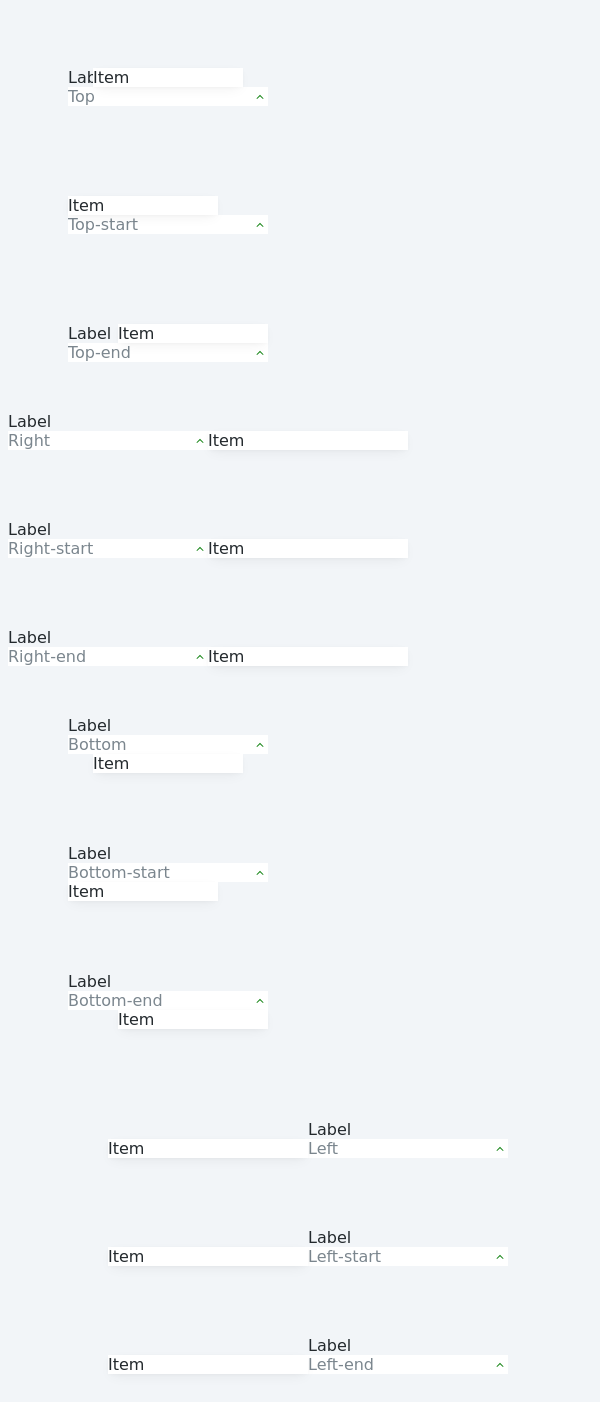 Item
Top
Item
Top-start
Label Item
Top-end
Label
Right Item
Label
Right-start Item
Label
Right-end Item
Label
Bottom
Item
Label
Bottom-start
Item
Label
Bottom-end
Item
Label
Item Left
Label
Item Left-start
Label
Item Left-end